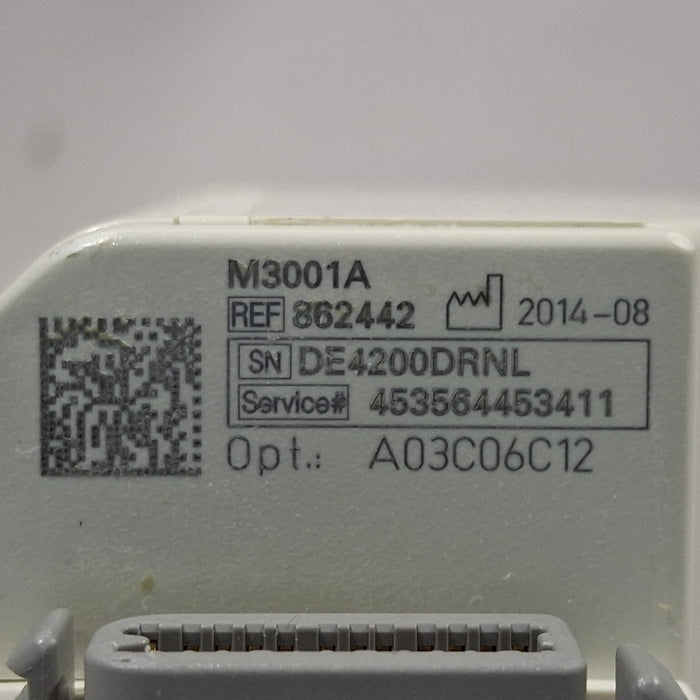 M3001A
REF 862442 2014-08
SN DE4200DRNL
Service# 453564453411
Opt.: A03C06C12